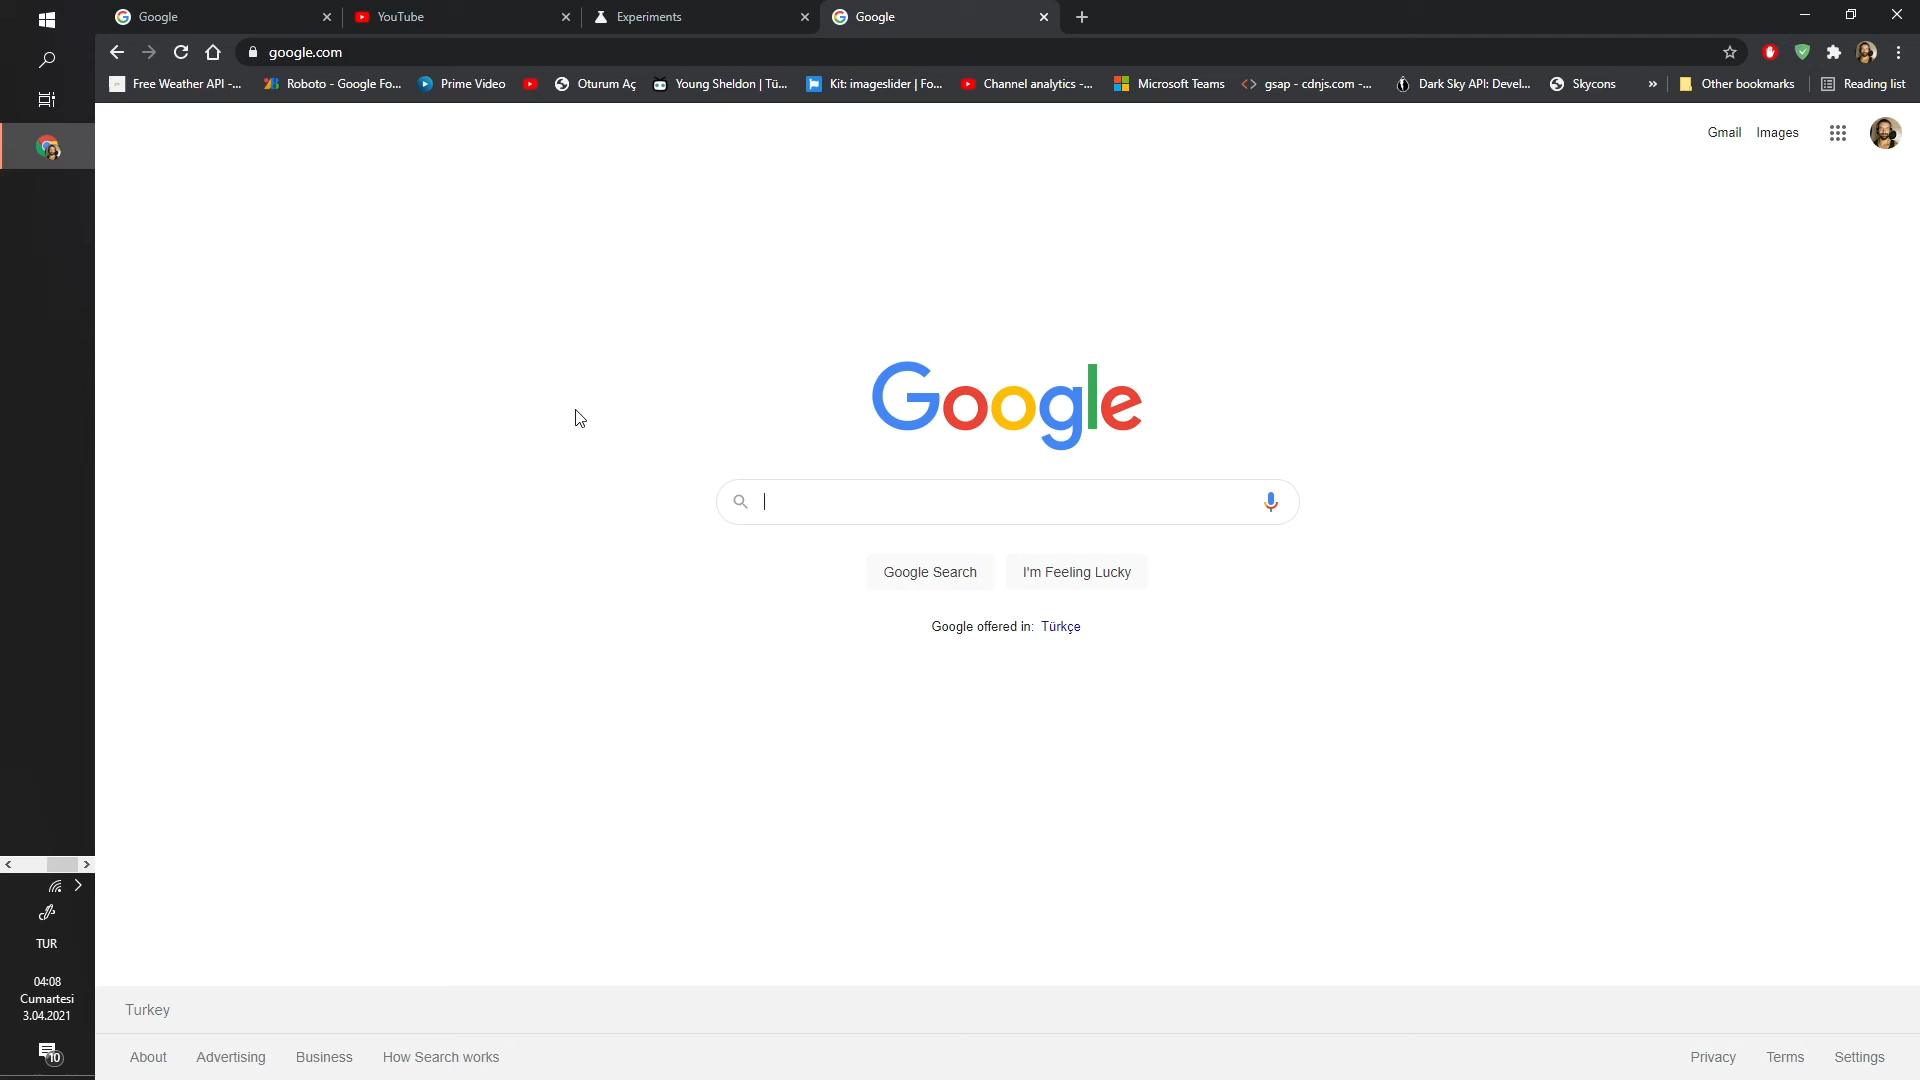 Google
YouTube
Experiments
Google
google.com
Free Weather API -...
Roboto - Google Fo...
Prime Video
Oturum Aç
Young Sheldon | Tü...
Kit: imageslider | Fo...
Channel analytics -...
Microsoft Teams
gsap - cdnjs.com -...
Dark Sky API: Devel...
Skycons
Other bookmarks
Reading list
Gmail
Images
Google
Google Search
I'm Feeling Lucky
Google offered in: Türkçe
TUR
04:08
Cumartesi
3.04.2021
10
Turkey
About
Advertising
Business
How Search works
Privacy
Terms
Settings